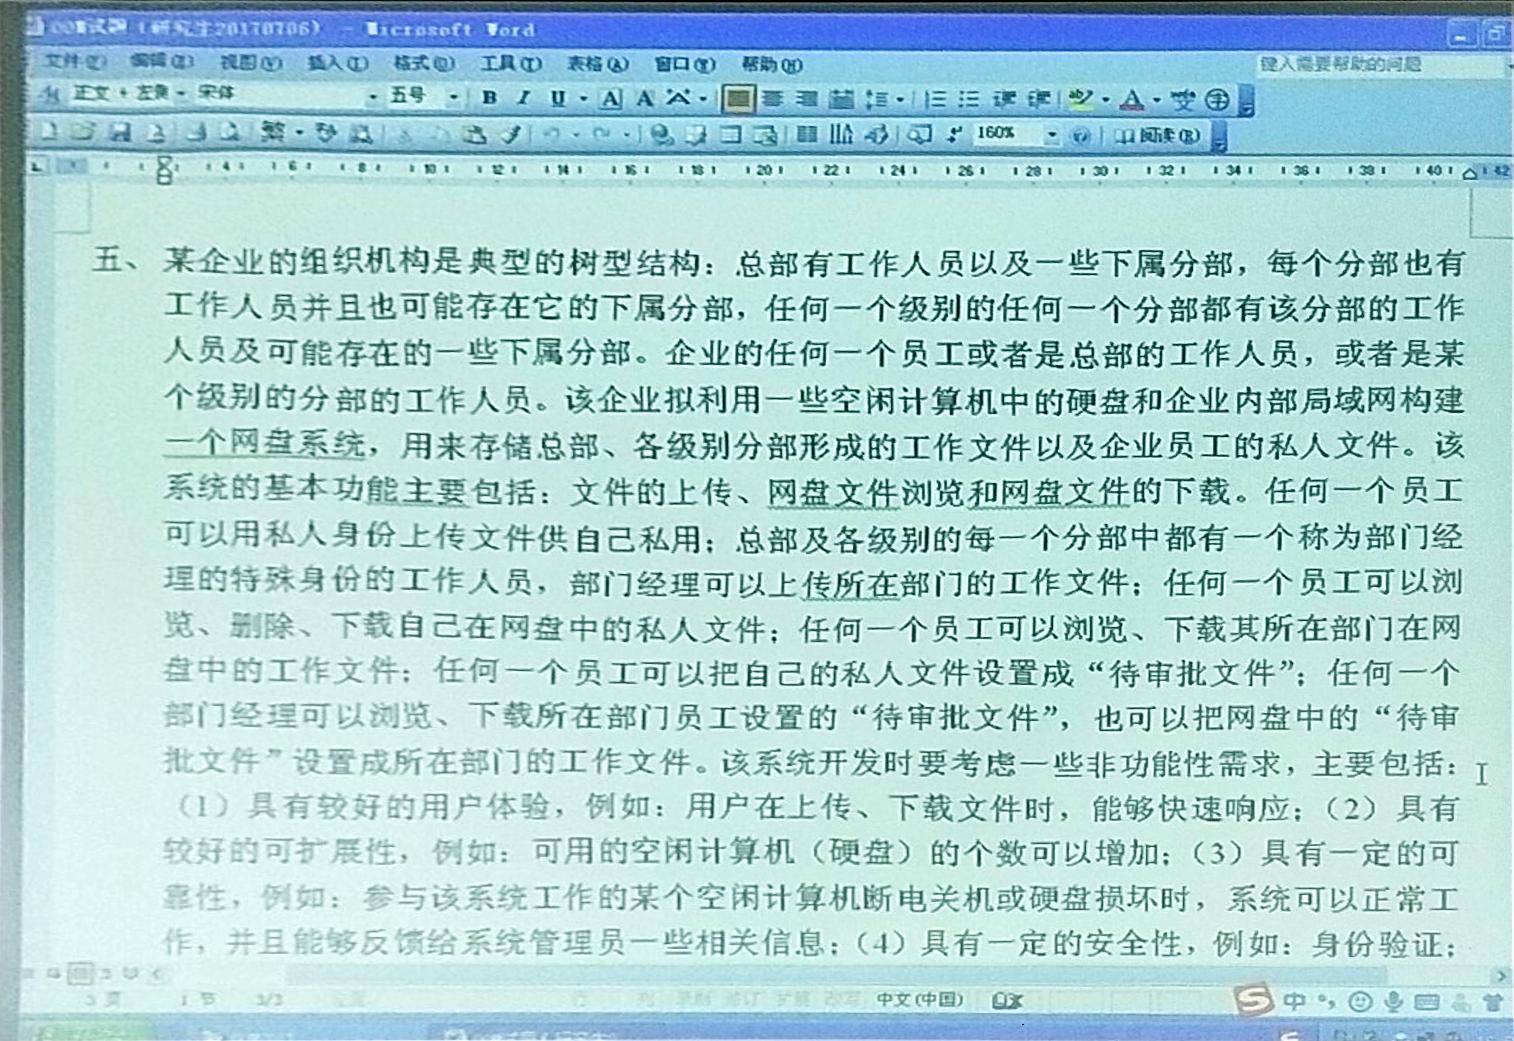 试题（研究生20170706） - Microsoft Word
文件(F) 编辑(E) 视图(V) 插入(I) 格式(O) 工具(T) 表格(A) 窗口(W) 帮助(H)
键入需要帮助的问题
正文 + 左侧 宋体 五号 B I U A A
160% 阅读(R)
4 6 8 10 12 14 16 18 20 22 24 26 28 30 32 34 36 38 40 42
五、某企业的组织机构是典型的树型结构：总部有工作人员以及一些下属分部，每个分部也有
工作人员并且也可能存在它的下属分部，任何一个级别的任何一个分部都有该分部的工作
人员及可能存在的一些下属分部。企业的任何一个员工或者是总部的工作人员，或者是某
个级别的分部的工作人员。该企业拟利用一些空闲计算机中的硬盘和企业内部局域网构建
一个网盘系统，用来存储总部、各级别分部形成的工作文件以及企业员工的私人文件。该
系统的基本功能主要包括：文件的上传、网盘文件浏览和网盘文件的下载。任何一个员工
可以用私人身份上传文件供自己私用；总部及各级别的每一个分部中都有一个称为部门经
理的特殊身份的工作人员，部门经理可以上传所在部门的工作文件；任何一个员工可以浏
览、删除、下载自己在网盘中的私人文件；任何一个员工可以浏览、下载其所在部门在网
盘中的工作文件；任何一个员工可以把自己的私人文件设置成“待审批文件”；任何一个
部门经理可以浏览、下载所在部门员工设置的“待审批文件”，也可以把网盘中的“待审
批文件”设置成所在部门的工作文件。该系统开发时要考虑一些非功能性需求，主要包括：
（1）具有较好的用户体验，例如：用户在上传、下载文件时，能够快速响应；（2）具有
较好的可扩展性，例如：可用的空闲计算机（硬盘）的个数可以增加；（3）具有一定的可
靠性，例如：参与该系统工作的某个空闲计算机断电关机或硬盘损坏时，系统可以正常工
作，并且能够反馈给系统管理员一些相关信息；（4）具有一定的安全性，例如：身份验证；
3 页 1 节 3/3 行 列 录制 修订 扩展 改写 中文(中国)
中